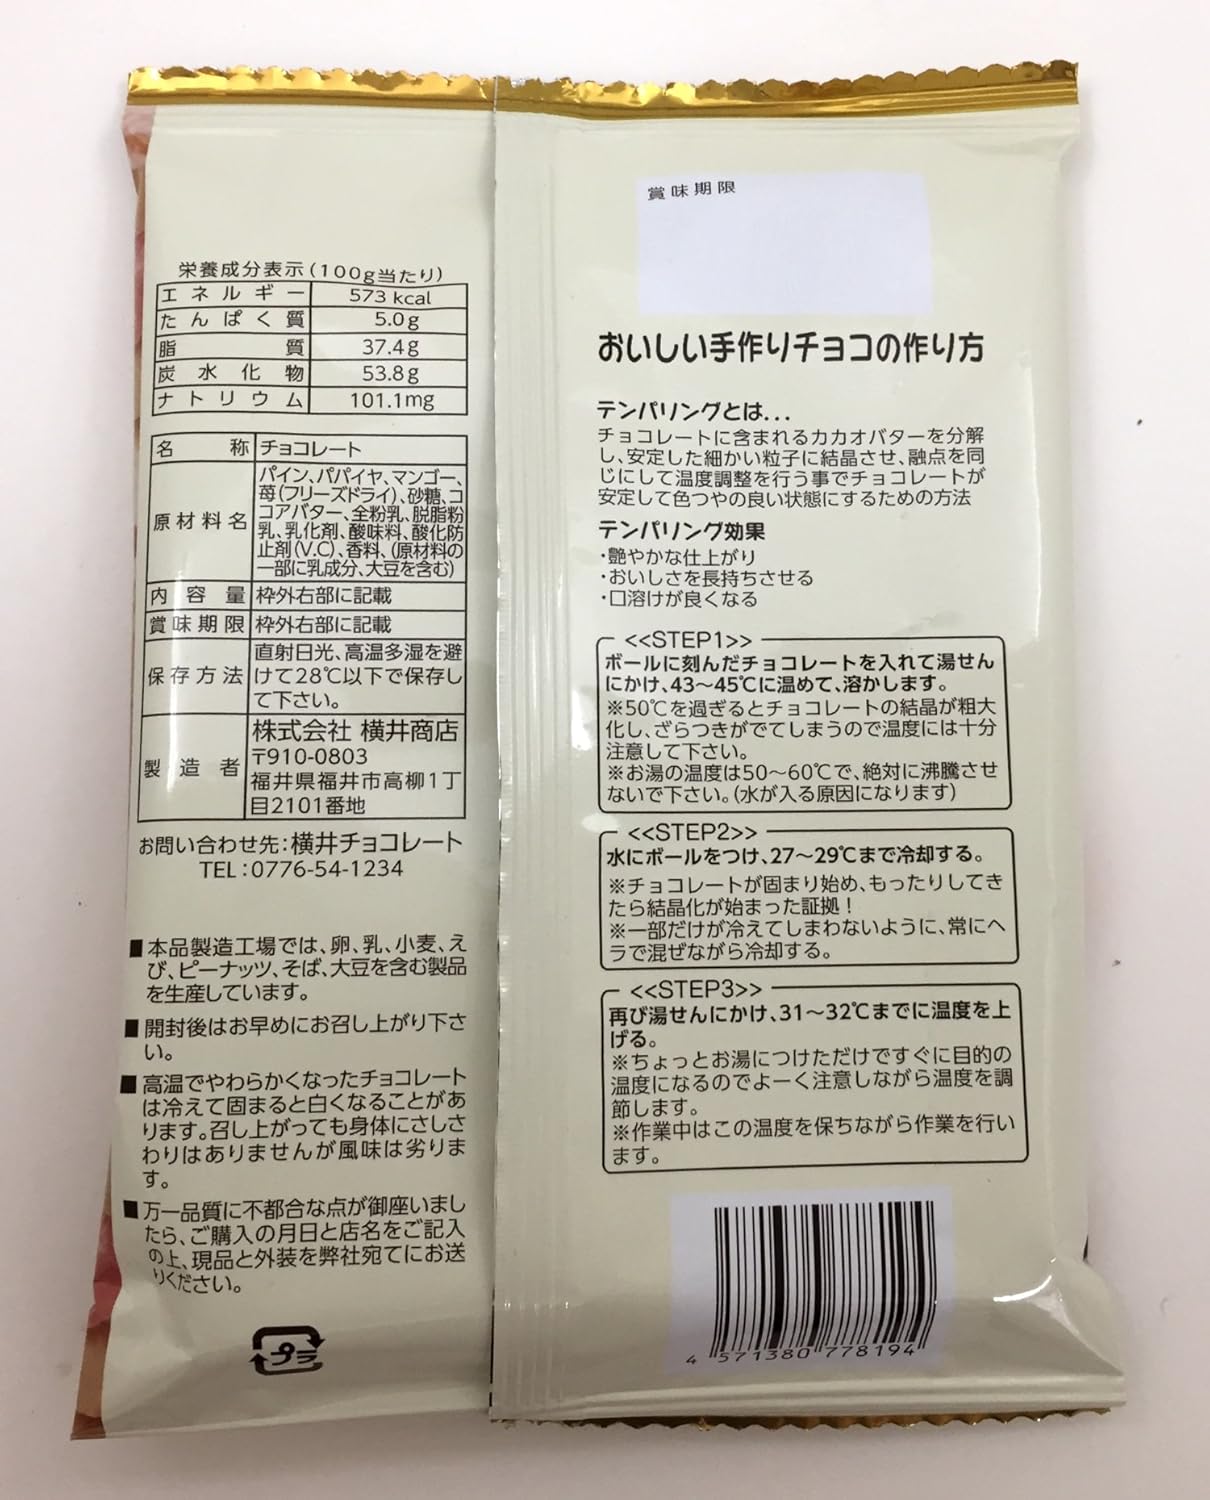 栄養成分表示(100g当たり)
エネルギー 573 kcal
たんぱく質 5.0g
脂質 37.4g
炭水化物 53.8g
ナトリウム 101.1mg
名称 チョコレート
原材料名 パイン、パパイヤ、マンゴー、
苺(フリーズドライ)、砂糖、コ
コアバター、全粉乳、脱脂粉
乳、乳化剤、酸味料、酸化防
止剤(V.C)、香料、(原材料の
一部に乳成分、大豆を含む)
内容量 枠外右部に記載
賞味期限 枠外右部に記載
保存方法 直射日光、高温多湿を避
けて28℃以下で保存し
て下さい。
製造者 株式会社 横井商店
〒910-0803
福井県福井市高柳1丁
目2101番地
お問い合わせ先:横井チョコレート
TEL:0776-54-1234
■本品製造工場では、卵、乳、小麦、え
び、ピーナッツ、そば、大豆を含む製品
を生産しています。
■開封後はお早めにお召し上がり下さ
い。
■高温でやわらかくなったチョコレート
は冷えて固まると白くなることがあ
ります。召し上がっても身体にさしさ
わりはありませんが風味は劣りま
す。
■万一品質に不都合な点が御座いまし
たら、ご購入の月日と店名をご記入
の上、現品と外装を弊社宛てにお送
りください。
プラ
賞味期限
おいしい手作りチョコの作り方
テンパリングとは...
チョコレートに含まれるカカオバターを分解
し、安定した細かい粒子に結晶させ、融点を同
じにして温度調整を行う事でチョコレートが
安定して色つやの良い状態にするための方法
テンパリング効果
・艶やかな仕上がり
・おいしさを長持ちさせる
・口溶けが良くなる
<<STEP1>>
ボールに刻んだチョコレートを入れて湯せん
にかけ、43〜45℃に温めて、溶かします。
※50℃を過ぎるとチョコレートの結晶が粗大
化し、ざらつきがでてしまうので温度には十分
注意して下さい。
※お湯の温度は50〜60℃で、絶対に沸騰させ
ないで下さい。(水が入る原因になります)
<<STEP2>>
水にボールをつけ、27〜29℃まで冷却する。
※チョコレートが固まり始め、もったりしてき
たら結晶化が始まった証拠!
※一部だけが冷えてしまわないように、常にヘ
ラで混ぜながら冷却する。
<<STEP3>>
再び湯せんにかけ、31〜32℃までに温度を上
げる。
※ちょっとお湯につけただけですぐに目的の
温度になるのでよーく注意しながら温度を調
節します。
※作業中はこの温度を保ちながら作業を行い
ます。
4 571380 778194